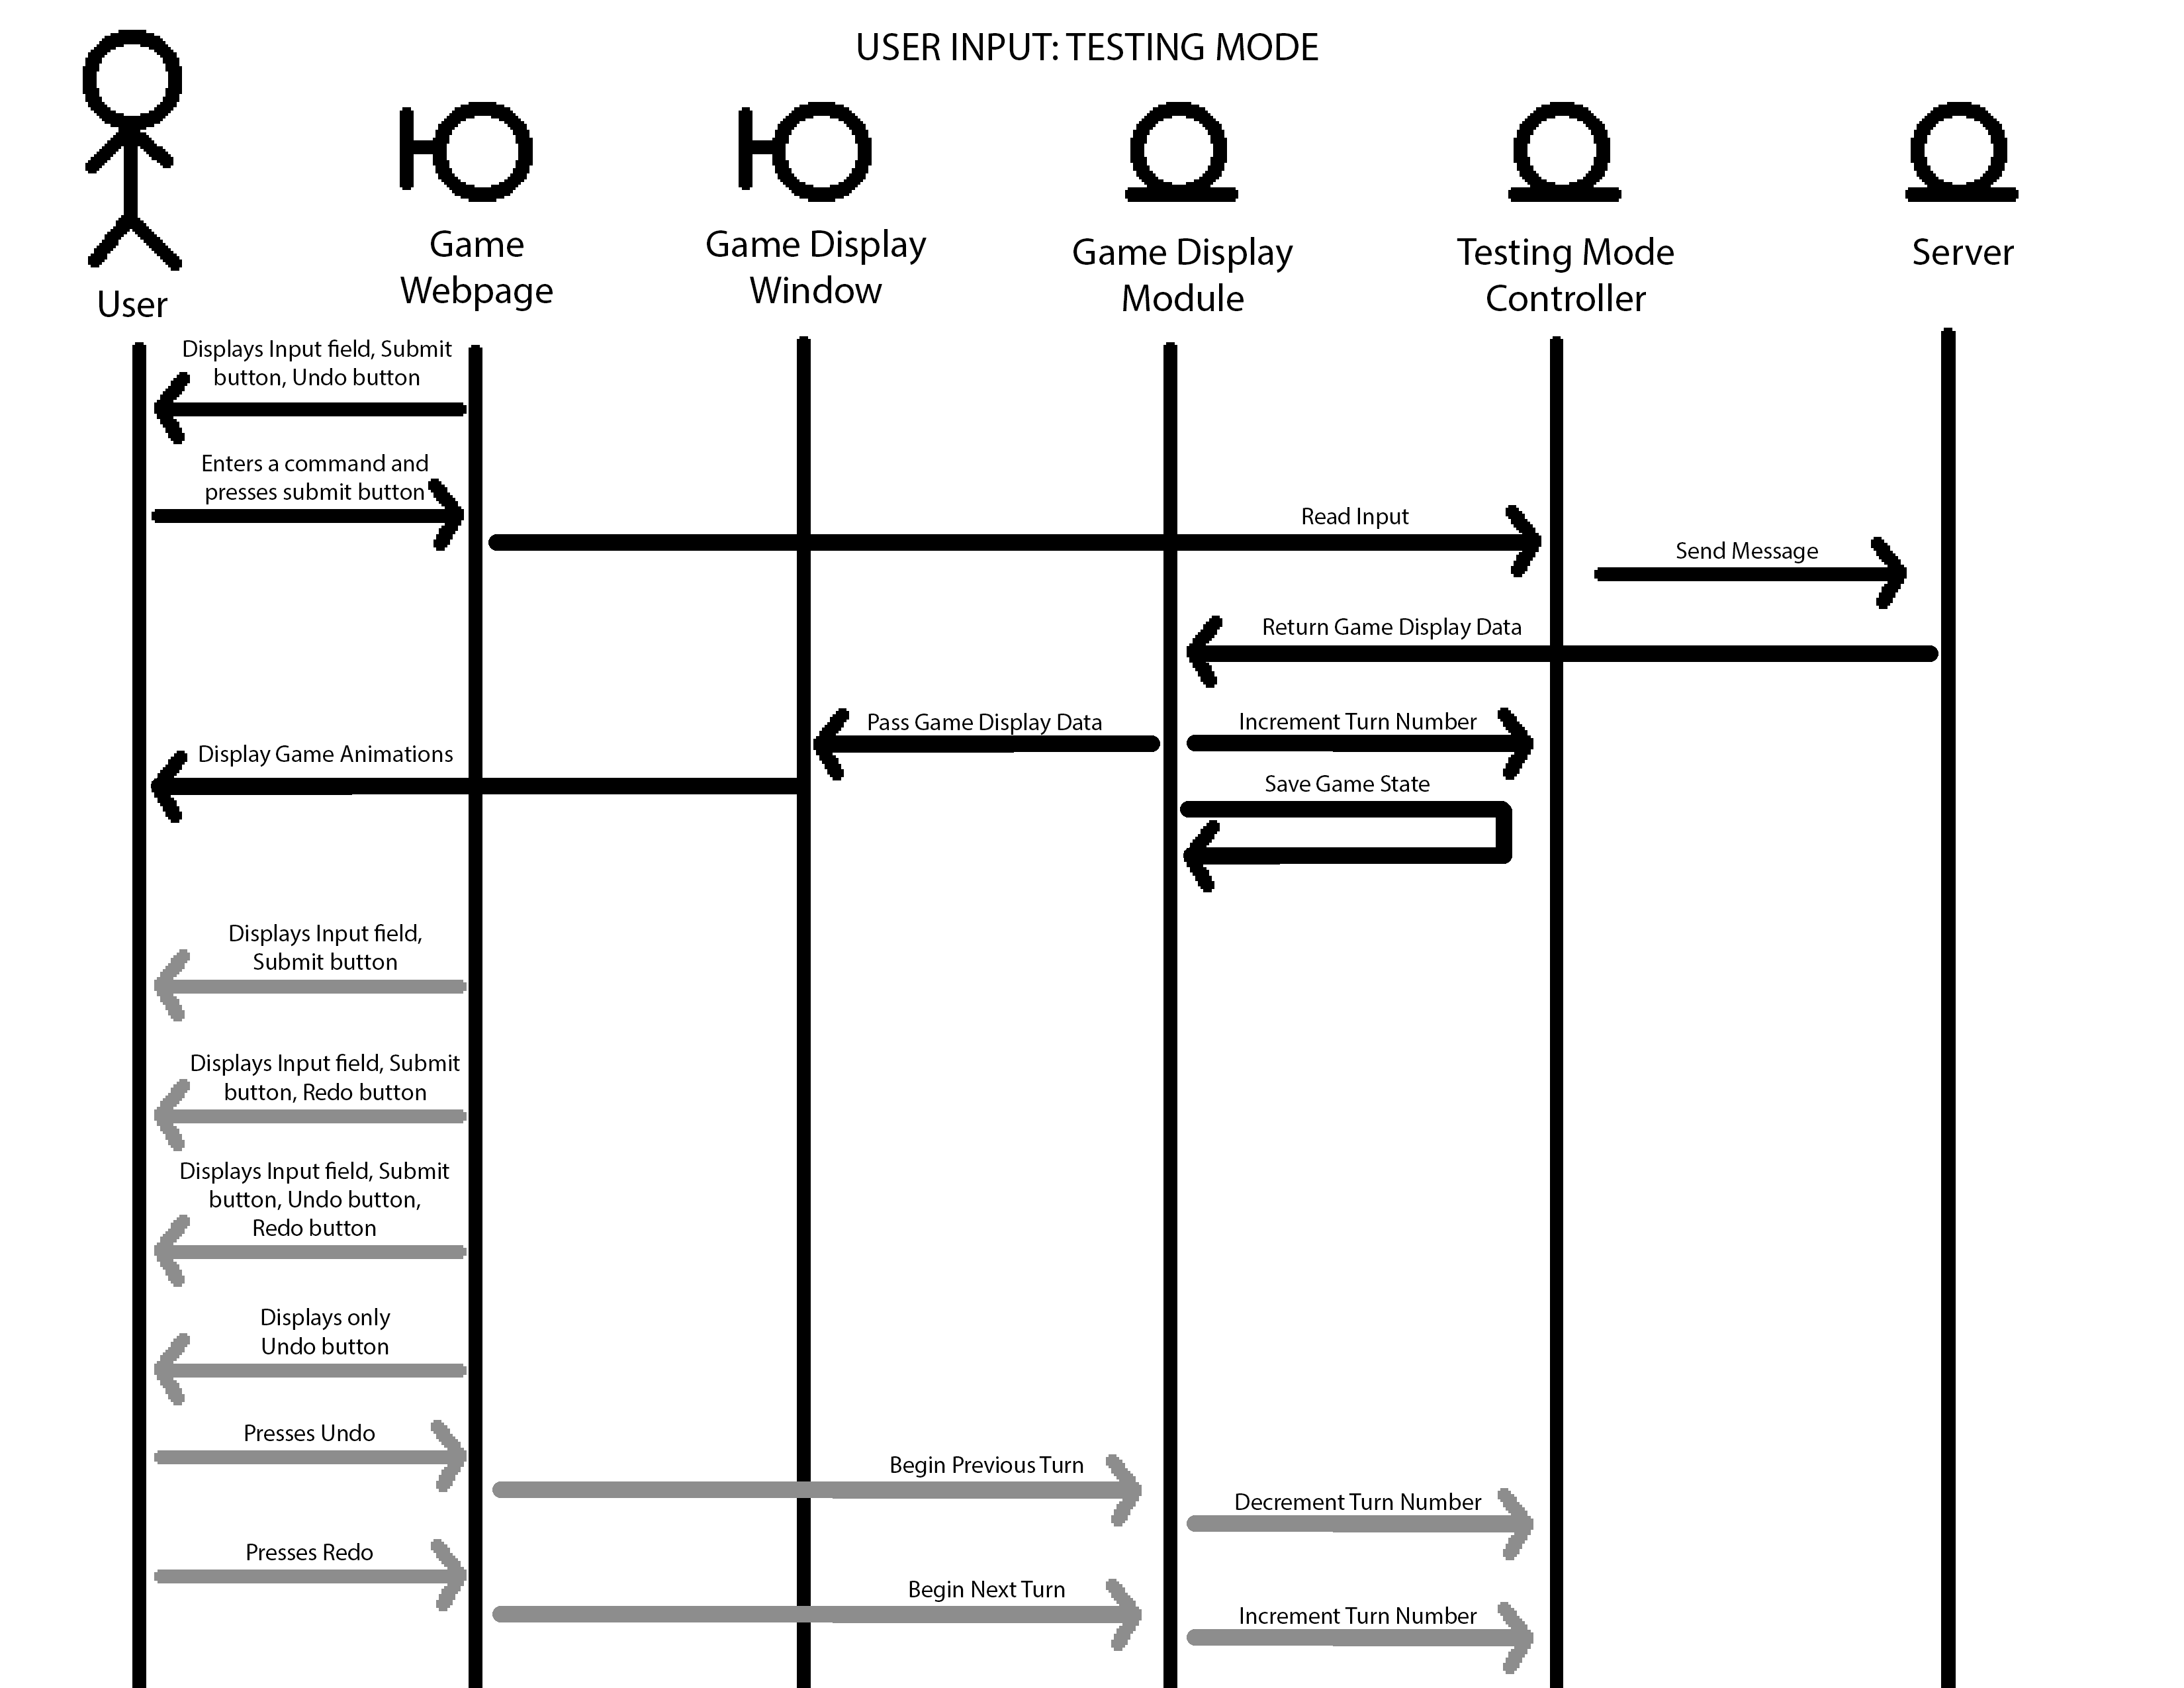 USER INPUT: TESTING MODE
User
Game
Webpage
Game Display
Window
Game Display
Module
Testing Mode
Controller
Server
Displays Input field, Submit
button, Undo button
Enters a command and
presses submit button
Read Input
Send Message
Return Game Display Data
Pass Game Display Data
Increment Turn Number
Display Game Animations
Save Game State
Displays Input field,
Submit button
Displays Input field, Submit
button, Redo button
Displays Input field, Submit
button, Undo button,
Redo button
Displays only
Undo button
Presses Undo
Begin Previous Turn
Decrement Turn Number
Presses Redo
Begin Next Turn
Increment Turn Number